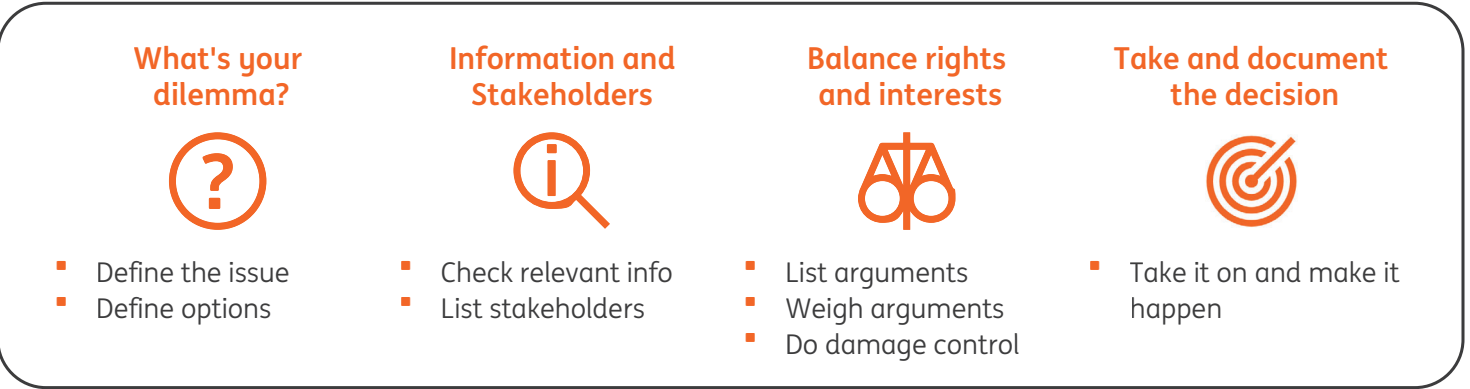 What's your
dilemma?
?
Define the issue
Define options
Information and
Stakeholders
i
Check relevant info
List stakeholders
Balance rights
and interests
List arguments
Weigh arguments
Do damage control
Take and document
the decision
Take it on and make it
happen